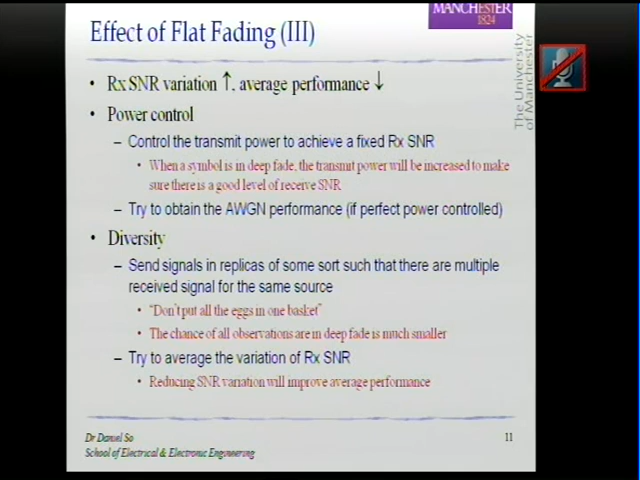 MANCHESTER
1824
Effect of Flat Fading (III)
The University
of Manchester
• Rx SNR variation ↑, average performance ↓
• Power control
– Control the transmit power to achieve a fixed Rx SNR
• When a symbol is in deep fade, the transmit power will be increased to make
sure there is a good level of receive SNR
– Try to obtain the AWGN performance (if perfect power controlled)
• Diversity
– Send signals in replicas of some sort such that there are multiple
received signal for the same source
• "Don't put all the eggs in one basket"
• The chance of all observations are in deep fade is much smaller
– Try to average the variation of Rx SNR
• Reducing SNR variation will improve average performance
Dr Daniel So
School of Electrical & Electronic Engineering
11